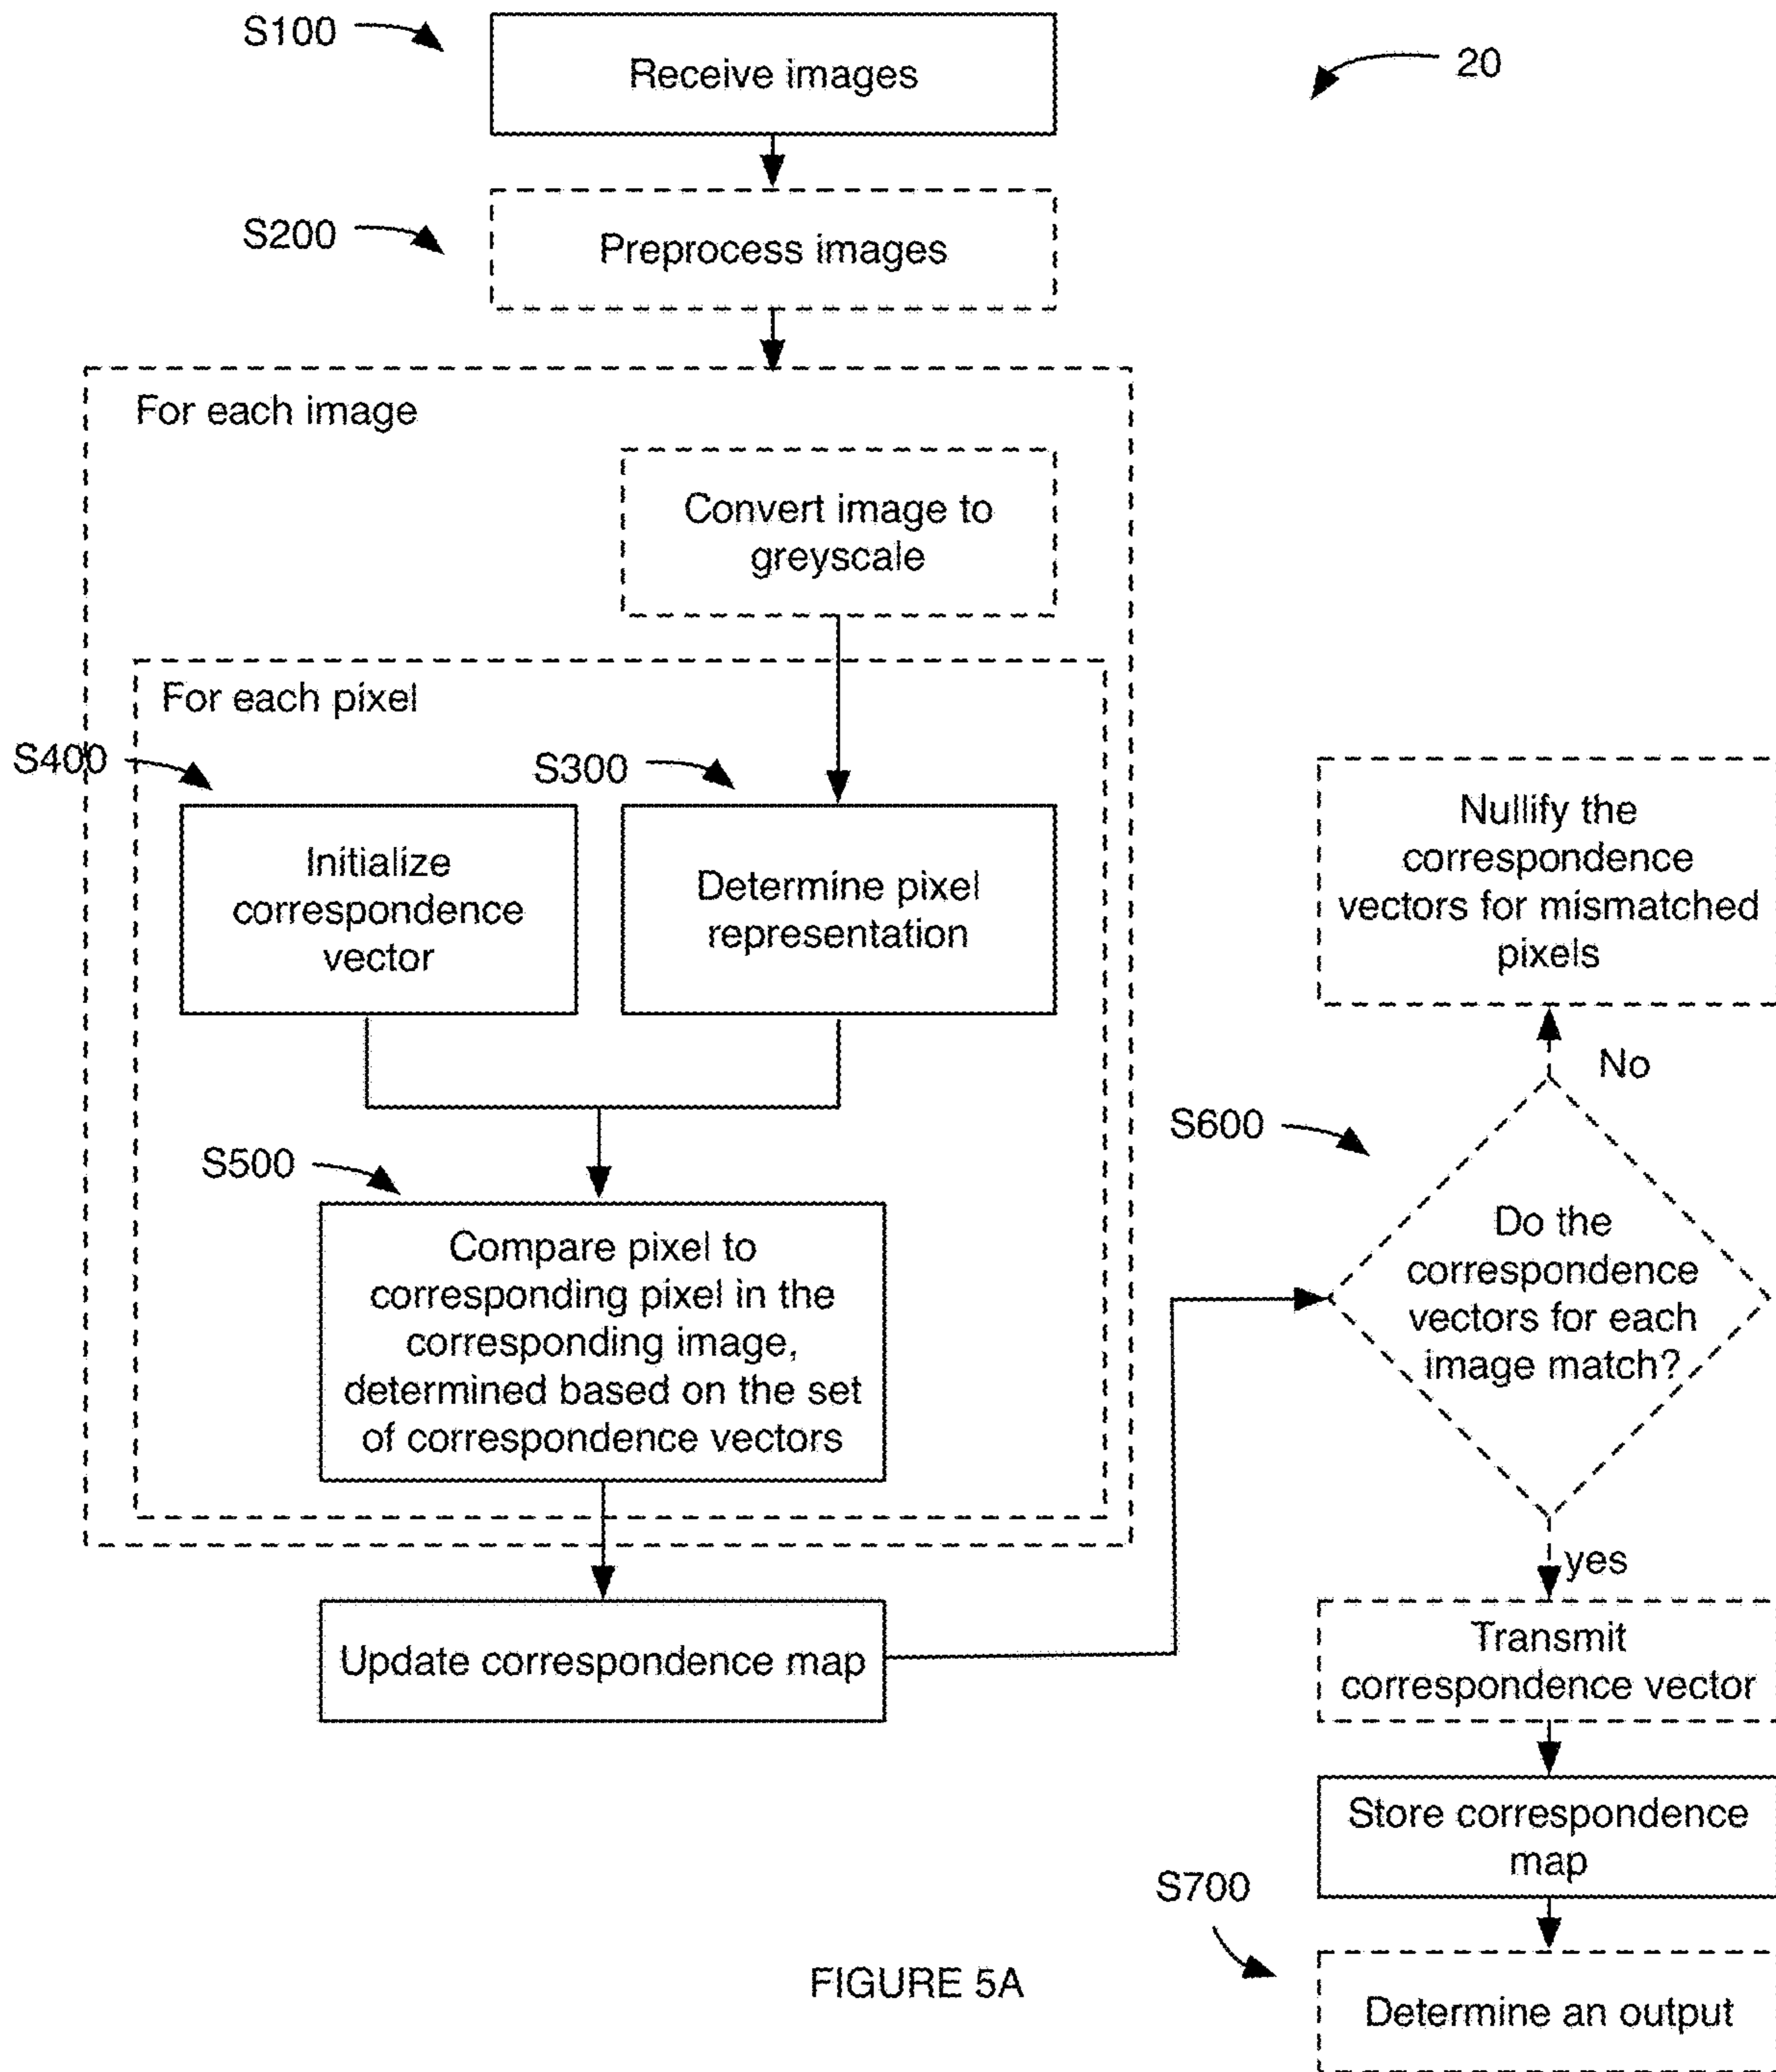 S100
Receive images
20
S200
Preprocess images
For each image
Convert image to
greyscale
For each pixel
S400
S300
Initialize
correspondence
vector
Determine pixel
representation
S500
Compare pixel to
corresponding pixel in the
corresponding image,
determined based on the set
of correspondence vectors
Update correspondence map
Nullify the
correspondence
vectors for mismatched
pixels
No
S600
Do the
correspondence
vectors for each
image match?
yes
Transmit
correspondence vector
Store correspondence
map
S700
Determine an output
FIGURE 5A